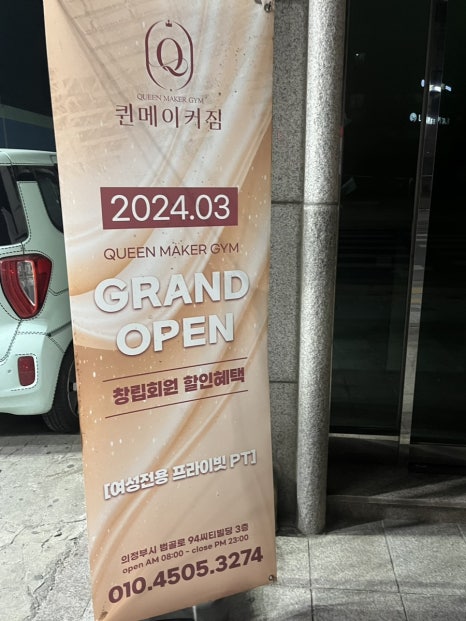 Q
QUEEN MAKER GYM
퀸메이커짐
2024.03
QUEEN MAKER GYM
GRAND
OPEN
창립회원 할인혜택
[여성전용 프라이빗 PT]
의정부시 범골로 94씨티빌딩 3층
open AM 08:00 - close PM 23:00
010.4505.3274